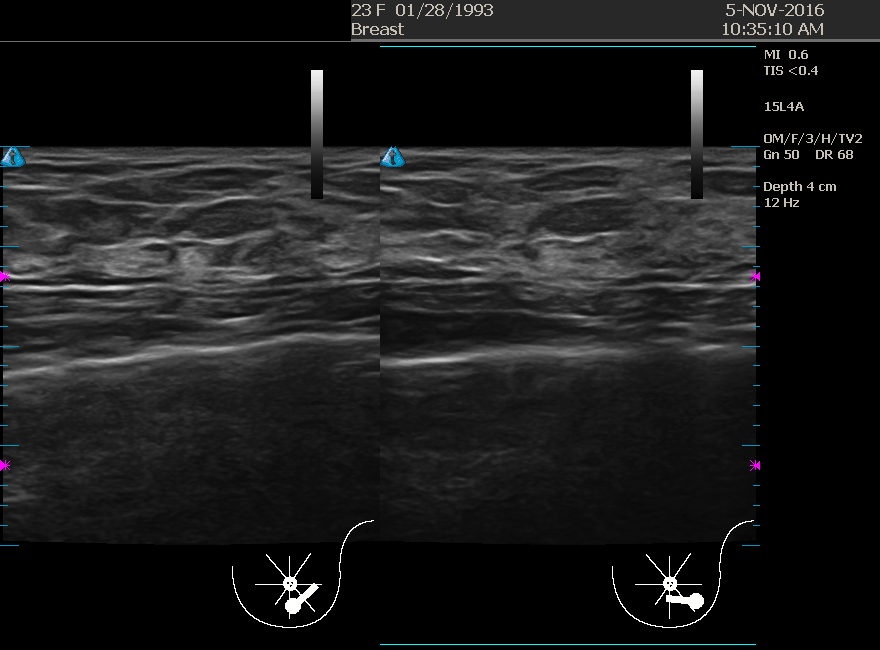 23 F 01/28/1993
5-NOV-2016
Breast
10:35:10 AM
MI 0.6
TIS <0.4
15L4A
OM/F/3/H/TV2
Gn 50 DR 68
Depth 4 cm
12 Hz